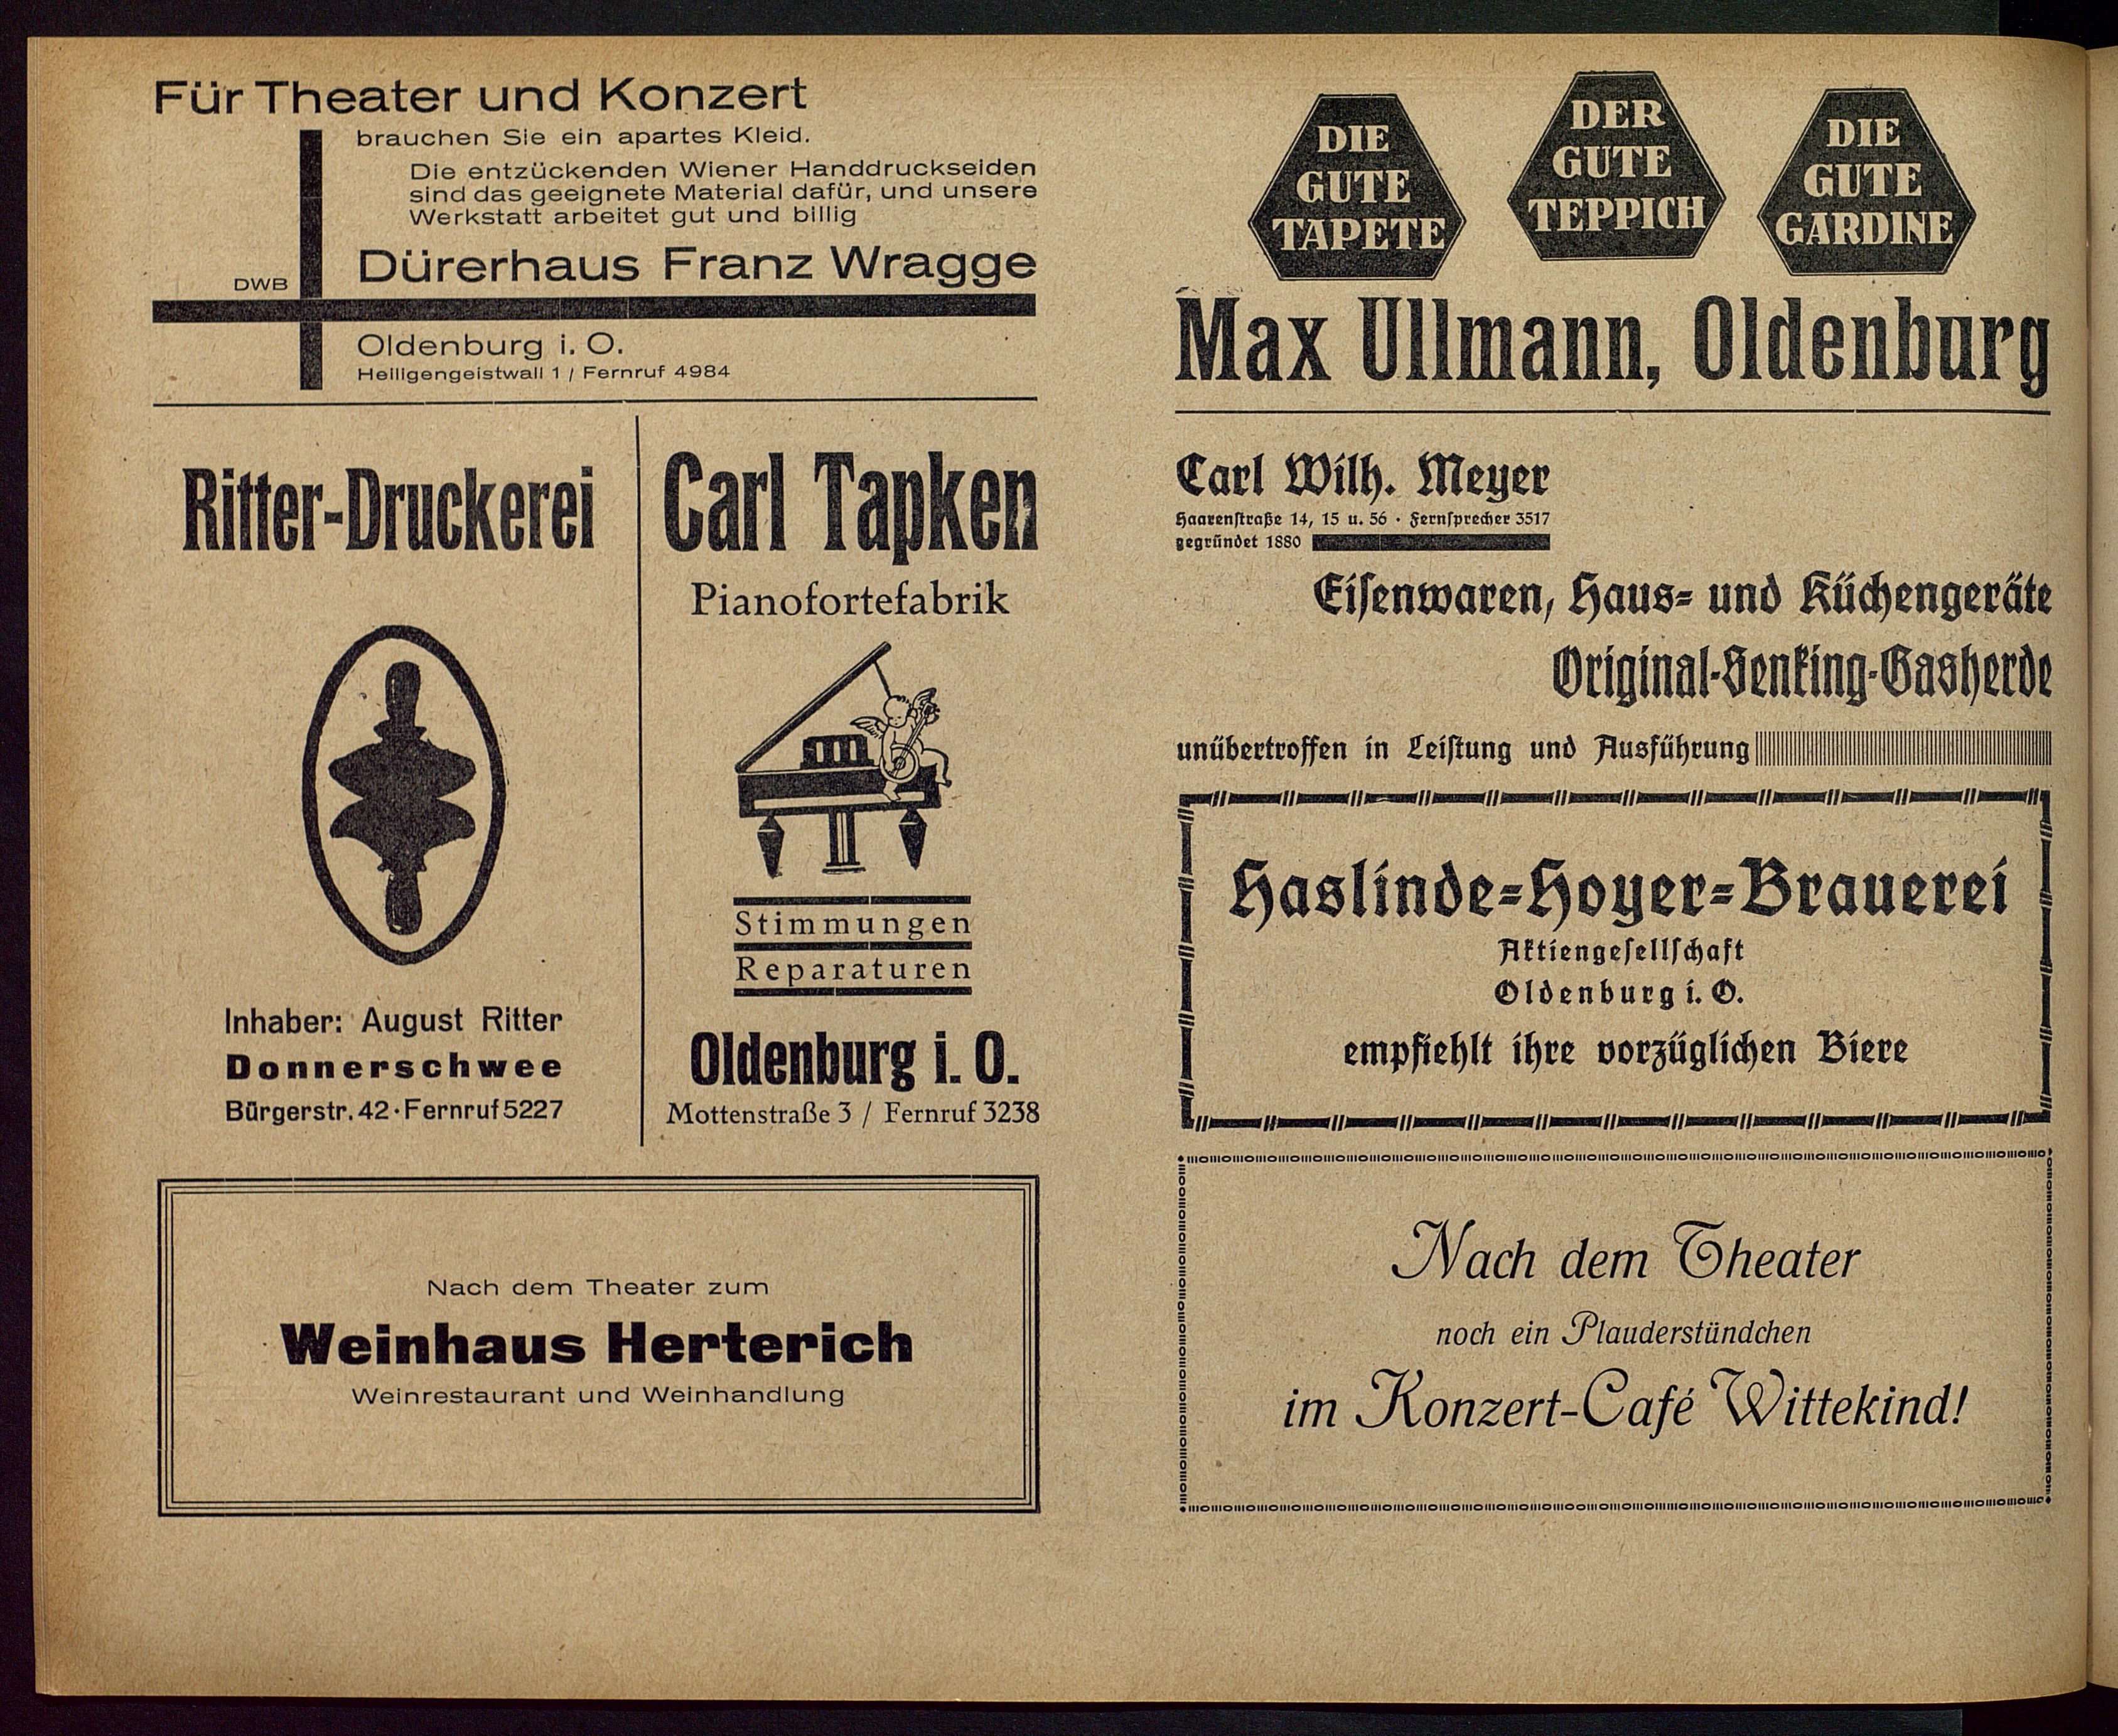 Für Theater und Konzert
brauchen Sie ein apartes Kleid.
Die entzückenden Wiener Handdruckseiden
sind das geeignete Material dafür, und unsere
Werkstatt arbeitet gut und billig
DWB
Dürerhaus Franz Wragge
Oldenburg i. O.
Heiligengeistwall 1 / Fernruf 4984
Ritter-Druckerei
Inhaber: August Ritter
Donnerschwee
Bürgerstr. 42 · Fernruf 5227
Carl Tapken
Pianofortefabrik
Stimmungen
Reparaturen
Oldenburg i. O.
Mottenstraße 3 / Fernruf 3238
Nach dem Theater zum
Weinhaus Herterich
Weinrestaurant und Weinhandlung
DIE
GUTE
TAPETE
DER
GUTE
TEPPICH
DIE
GUTE
GARDINE
Max Ullmann, Oldenburg
Carl Wilh. Meyer
Haarenſtraße 14, 15 u. 56 · Fernſprecher 3517
gegründet 1880
Eiſenwaren, Haus- und Küchengeräte
Original-Senking-Gasherde
unübertroffen in Leiſtung und Ausführung
Haslinde-Hoyer-Brauerei
Aktiengeſellſchaft
Oldenburg i. O.
empfiehlt ihre vorzüglichen Biere
Nach dem Theater
noch ein Plauderstündchen
im Konzert-Café Wittekind!